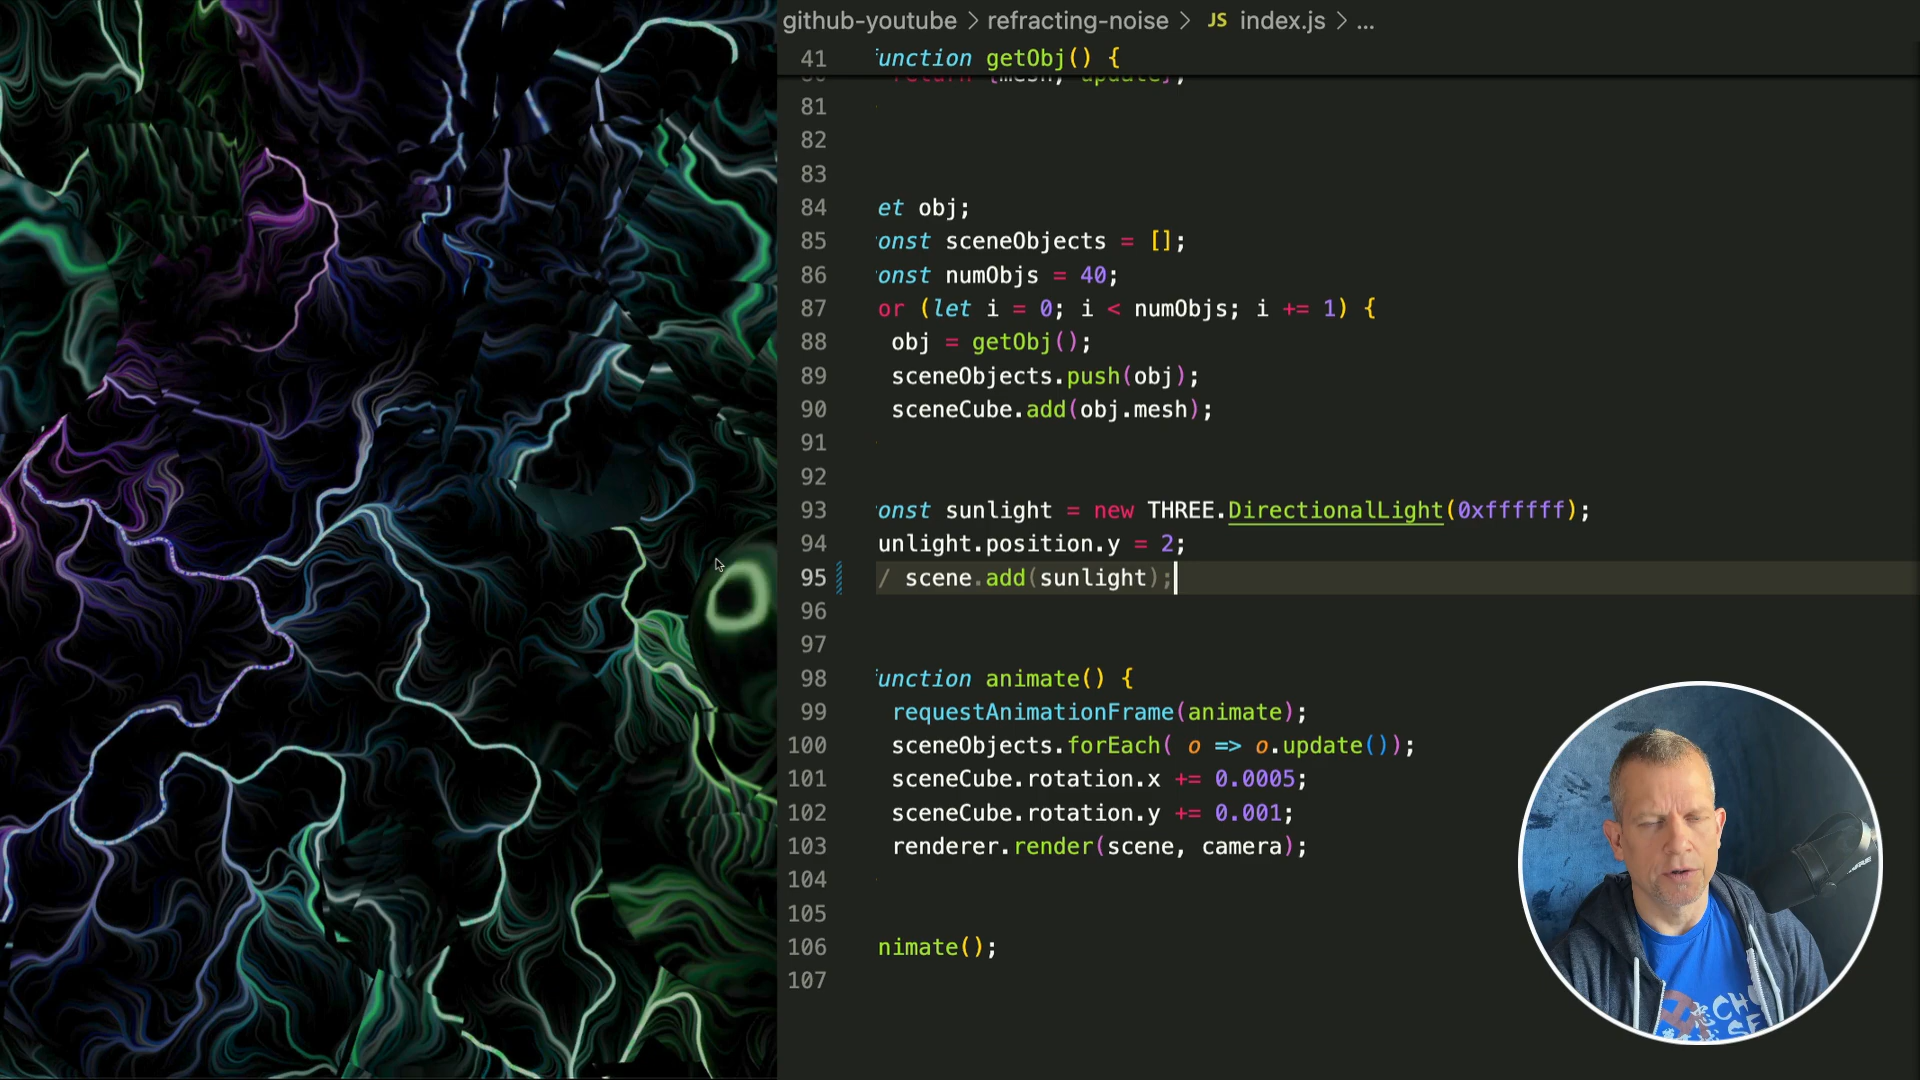 github-youtube > refracting-noise > JS index.js > ...
41 function getObj() {
return {mesh, update};
81
82
83
84 et obj;
85 onst sceneObjects = [];
86 onst numObjs = 40;
87 or (let i = 0; i < numObjs; i += 1) {
88 obj = getObj();
89 sceneObjects.push(obj);
90 sceneCube.add(obj.mesh);
91
92
93 onst sunlight = new THREE.DirectionalLight(0xffffff);
94 unlight.position.y = 2;
95 / scene.add(sunlight);
96
97
98 unction animate() {
99 requestAnimationFrame(animate);
100 sceneObjects.forEach( o => o.update());
101 sceneCube.rotation.x += 0.0005;
102 sceneCube.rotation.y += 0.001;
103 renderer.render(scene, camera);
104
105
106 nimate();
107